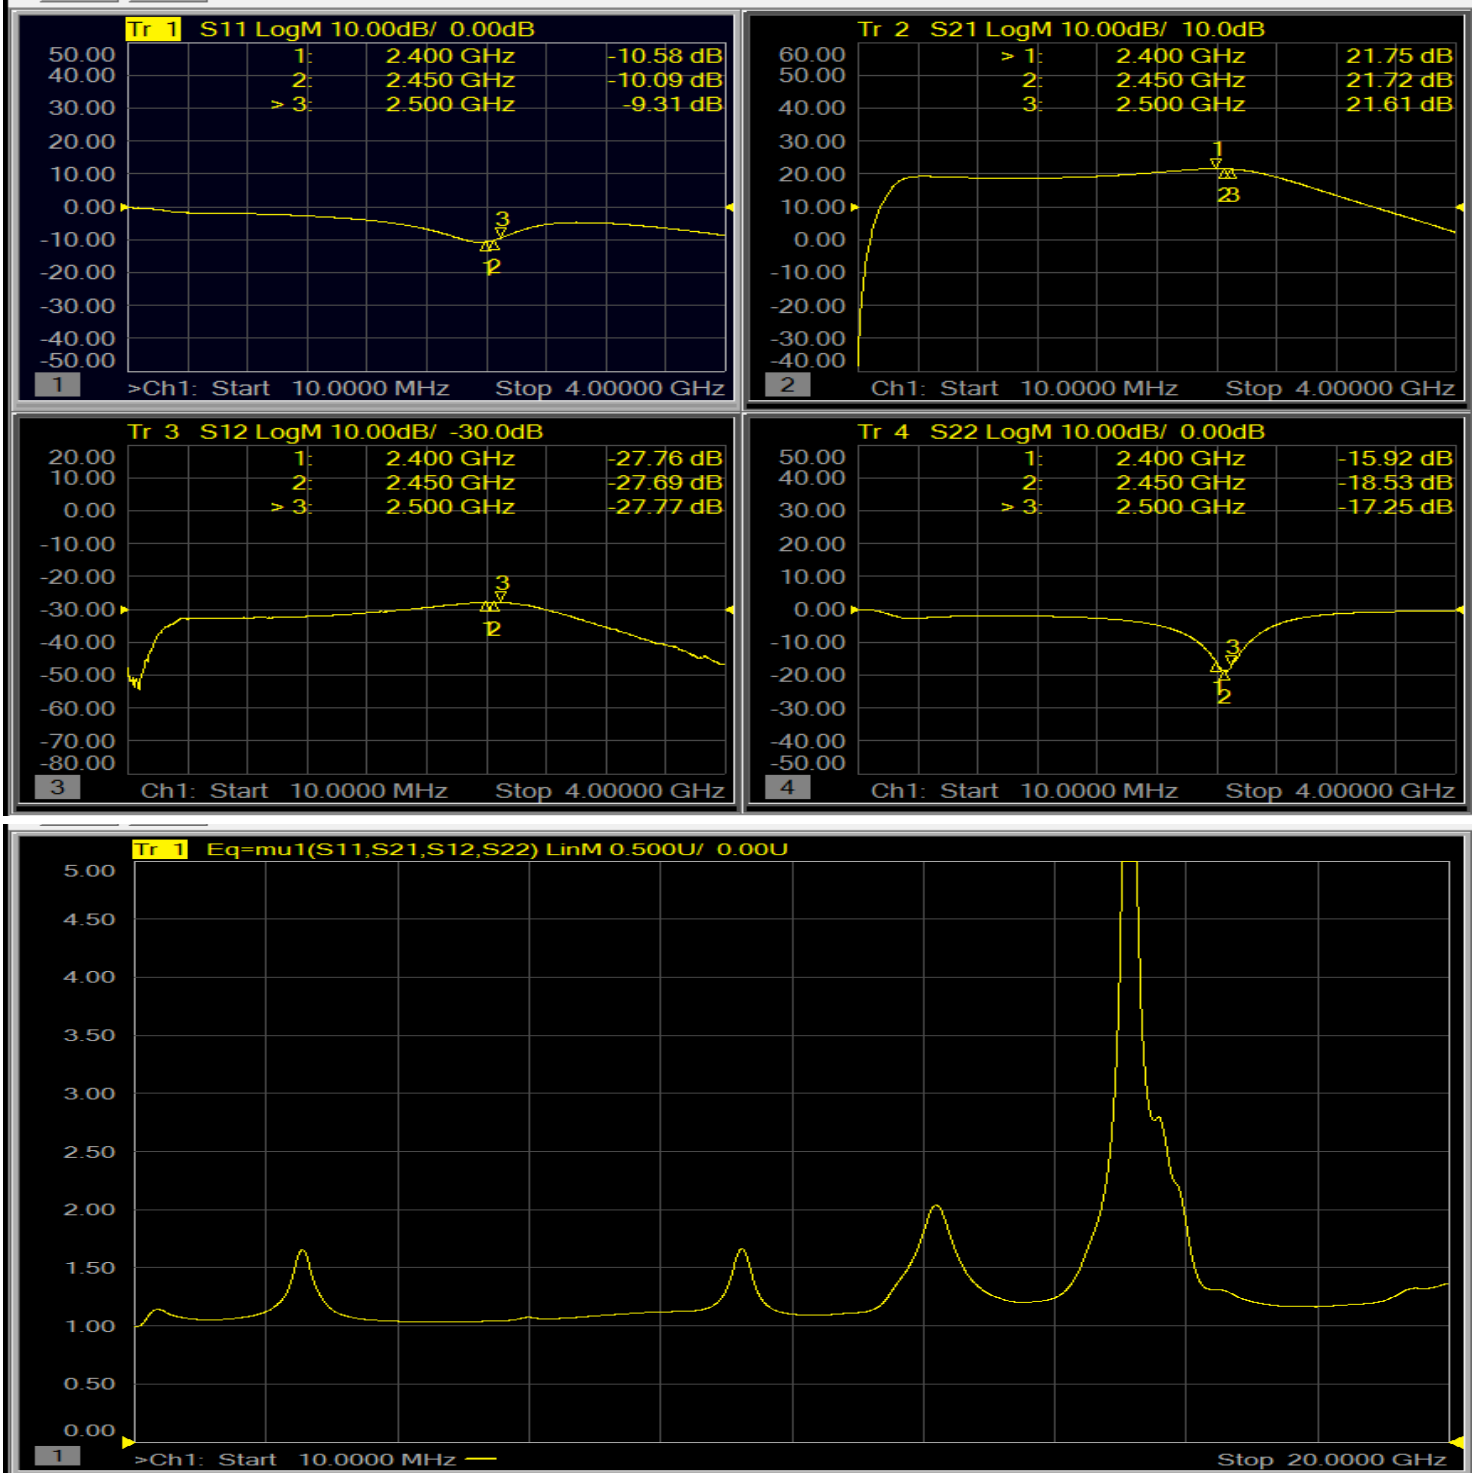 Tr 1 S11 LogM 10.00dB/ 0.00dB
50.00
40.00
30.00
20.00
10.00
0.00
-10.00
-20.00
-30.00
-40.00
-50.00
1: 2.400 GHz -10.58 dB
2: 2.450 GHz -10.09 dB
> 3: 2.500 GHz -9.31 dB
3
1 2
1 >Ch1: Start 10.0000 MHz Stop 4.00000 GHz
Tr 2 S21 LogM 10.00dB/ 10.0dB
60.00
50.00
40.00
30.00
20.00
10.00
0.00
-10.00
-20.00
-30.00
-40.00
> 1: 2.400 GHz 21.75 dB
2: 2.450 GHz 21.72 dB
3: 2.500 GHz 21.61 dB
1
2 3
2 Ch1: Start 10.0000 MHz Stop 4.00000 GHz
Tr 3 S12 LogM 10.00dB/ -30.0dB
20.00
10.00
0.00
-10.00
-20.00
-30.00
-40.00
-50.00
-60.00
-70.00
-80.00
1: 2.400 GHz -27.76 dB
2: 2.450 GHz -27.69 dB
> 3: 2.500 GHz -27.77 dB
3
1 2
3 Ch1: Start 10.0000 MHz Stop 4.00000 GHz
Tr 4 S22 LogM 10.00dB/ 0.00dB
50.00
40.00
30.00
20.00
10.00
0.00
-10.00
-20.00
-30.00
-40.00
-50.00
1: 2.400 GHz -15.92 dB
2: 2.450 GHz -18.53 dB
> 3: 2.500 GHz -17.25 dB
3
1
2
4 Ch1: Start 10.0000 MHz Stop 4.00000 GHz
Tr 1 Eq=mu1(S11,S21,S12,S22) LinM 0.500U/ 0.00U
5.00
4.50
4.00
3.50
3.00
2.50
2.00
1.50
1.00
0.50
0.00
1 >Ch1: Start 10.0000 MHz Stop 20.0000 GHz